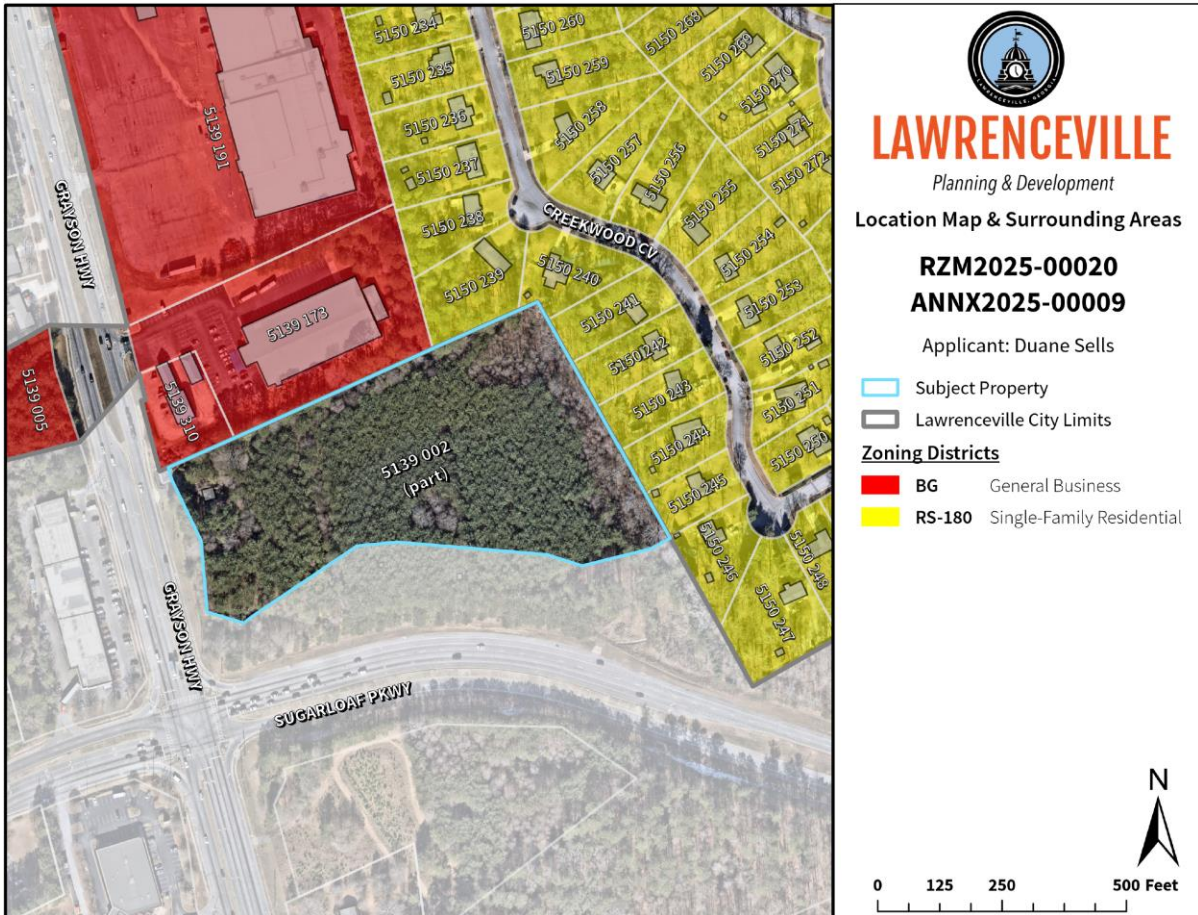 5150 234
5150 235
5150 236
5150 237
5150 238
5150 239
5150 240
5150 241
5150 242
5150 243
5150 244
5150 245
5150 246
5150 247
5150 248
5150 250
5150 251
5150 252
5150 253
5150 254
5150 255
5150 256
5150 257
5150 258
5150 259
5150 260
5150 268
5150 269
5150 270
5150 271
5150 272
5139 191
5139 173
5139 310
5139 005
5139 002
(part)
GRAYSON HWY
CREEKWOOD CV
GRAYSON HWY
SUGARLOAF PKWY
LAWRENCEVILLE, GEORGIA
LAWRENCEVILLE
Planning & Development
Location Map & Surrounding Areas
RZM2025-00020
ANNX2025-00009
Applicant: Duane Sells
Subject Property
Lawrenceville City Limits
Zoning Districts
BG General Business
RS-180 Single-Family Residential
N
0 125 250 500 Feet